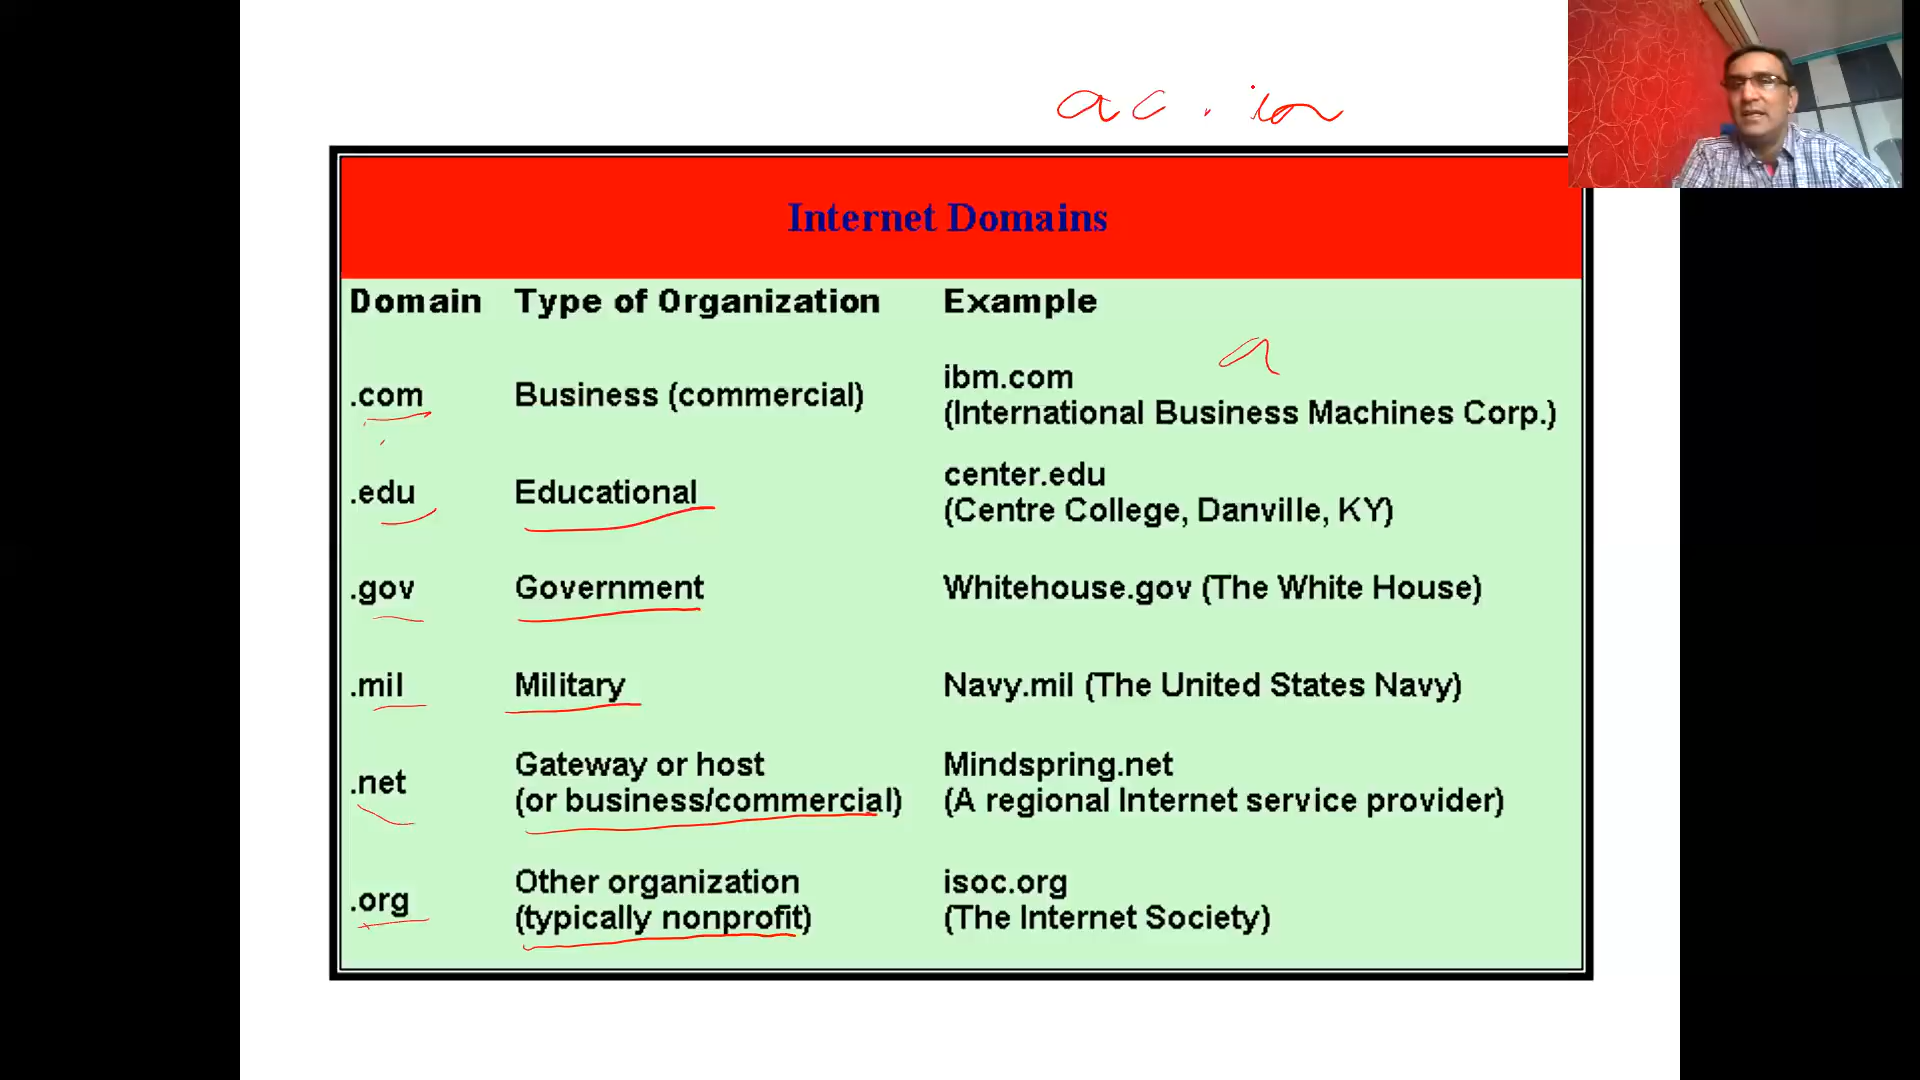 ac.in
Internet Domains
Domain Type of Organization Example
.com Business (commercial) ibm.com
(International Business Machines Corp.)
a
.edu Educational center.edu
(Centre College, Danville, KY)
.gov Government Whitehouse.gov (The White House)
.mil Military Navy.mil (The United States Navy)
.net Gateway or host
(or business/commercial) Mindspring.net
(A regional Internet service provider)
.org Other organization
(typically nonprofit) isoc.org
(The Internet Society)